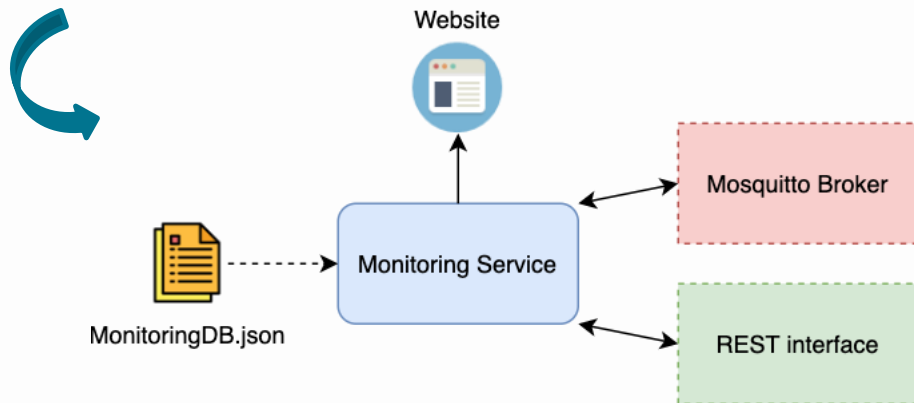 Website
Mosquitto Broker
Monitoring Service
MonitoringDB.json
REST interface